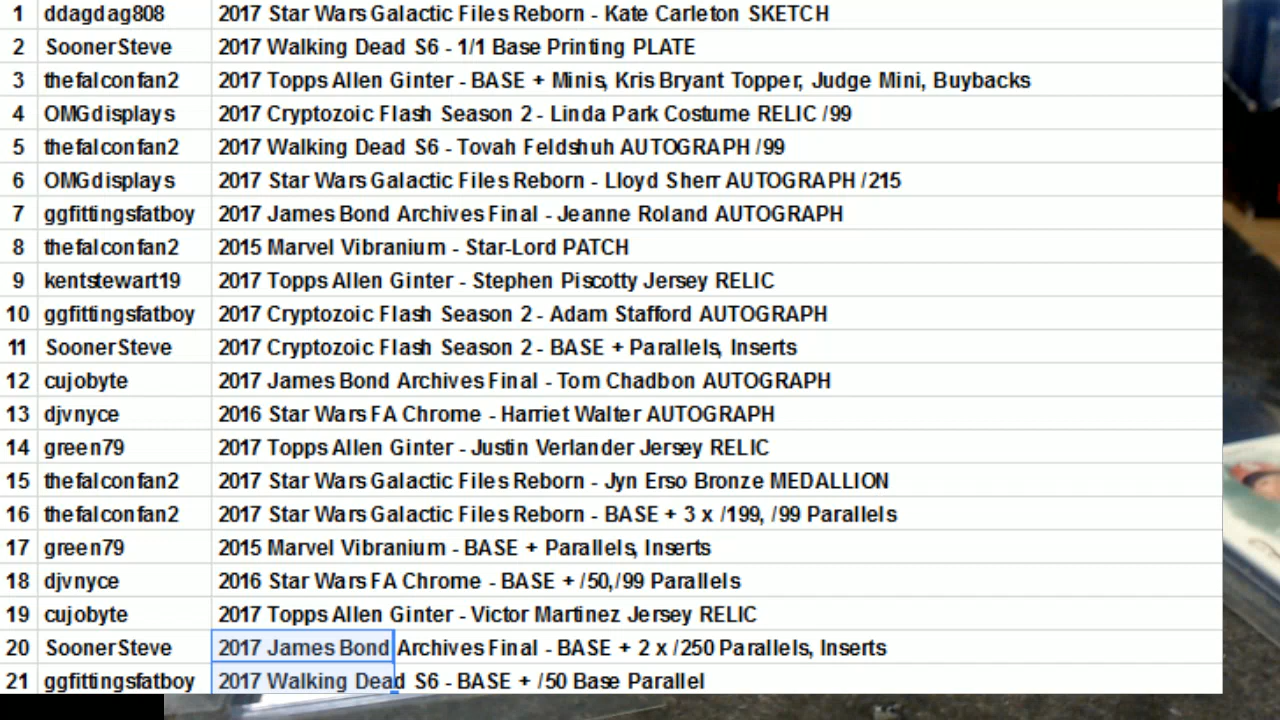 1 ddagdag808 2017 Star Wars Galactic Files Reborn - Kate Carleton SKETCH
2 SoonerSteve 2017 Walking Dead S6 - 1/1 Base Printing PLATE
3 thefalconfan2 2017 Topps Allen Ginter - BASE + Minis, Kris Bryant Topper, Judge Mini, Buybacks
4 OMGdisplays 2017 Cryptozoic Flash Season 2 - Linda Park Costume RELIC /99
5 thefalconfan2 2017 Walking Dead S6 - Tovah Feldshuh AUTOGRAPH /99
6 OMGdisplays 2017 Star Wars Galactic Files Reborn - Lloyd Sherr AUTOGRAPH /215
7 ggfittingsfatboy 2017 James Bond Archives Final - Jeanne Roland AUTOGRAPH
8 thefalconfan2 2015 Marvel Vibranium - Star-Lord PATCH
9 kentstewart19 2017 Topps Allen Ginter - Stephen Piscotty Jersey RELIC
10 ggfittingsfatboy 2017 Cryptozoic Flash Season 2 - Adam Stafford AUTOGRAPH
11 SoonerSteve 2017 Cryptozoic Flash Season 2 - BASE + Parallels, Inserts
12 cujobyte 2017 James Bond Archives Final - Tom Chadbon AUTOGRAPH
13 djvnyce 2016 Star Wars FA Chrome - Harriet Walter AUTOGRAPH
14 green79 2017 Topps Allen Ginter - Justin Verlander Jersey RELIC
15 thefalconfan2 2017 Star Wars Galactic Files Reborn - Jyn Erso Bronze MEDALLION
16 thefalconfan2 2017 Star Wars Galactic Files Reborn - BASE + 3 x /199, /99 Parallels
17 green79 2015 Marvel Vibranium - BASE + Parallels, Inserts
18 djvnyce 2016 Star Wars FA Chrome - BASE + /50,/99 Parallels
19 cujobyte 2017 Topps Allen Ginter - Victor Martinez Jersey RELIC
20 SoonerSteve 2017 James Bond Archives Final - BASE + 2 x /250 Parallels, Inserts
21 ggfittingsfatboy 2017 Walking Dead S6 - BASE + /50 Base Parallel